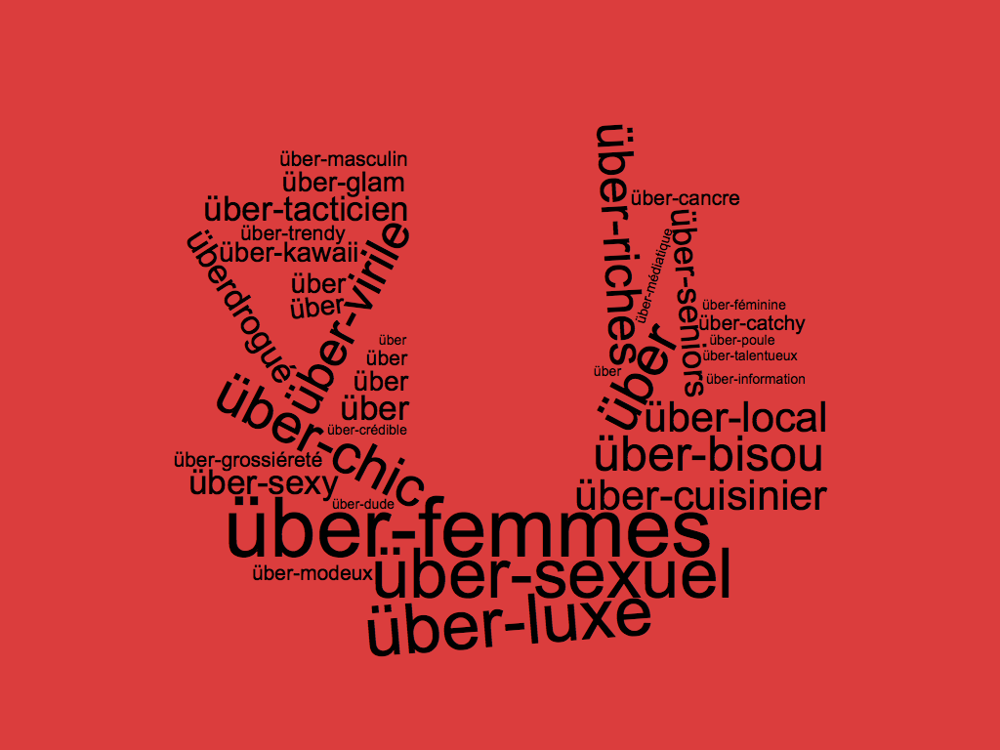 über-masculin
über-glam
über-tacticien
über-trendy
über-kawaii
überdrogué
über-virile
über
über
über
über
über
über
über-crédible
über-chic
über-grossiéreté
über-sexy
über-dude
über-riches
über-cancre
über-médiatique
über-seniors
über-féminine
über-catchy
über-poule
über-talentueux
über
über
über-information
über-local
über-bisou
über-cuisinier
über-femmes
über-modeux
über-sexuel
über-luxe